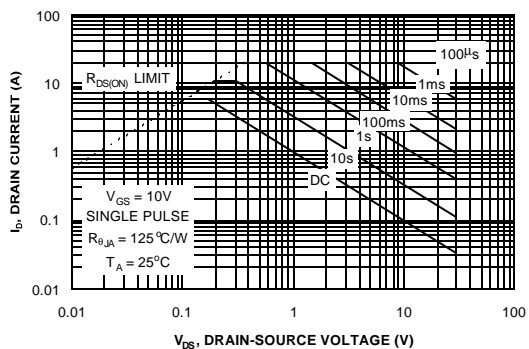 100
100µs
R_DS(ON) LIMIT
1ms
10
10ms
100ms
1s
1
10s
DC
V_GS = 10V
SINGLE PULSE
R_θJA = 125°C/W
T_A = 25°C
0.1
0.01
0.01 0.1 1 10 100
I_D, DRAIN CURRENT (A)
V_DS, DRAIN-SOURCE VOLTAGE (V)